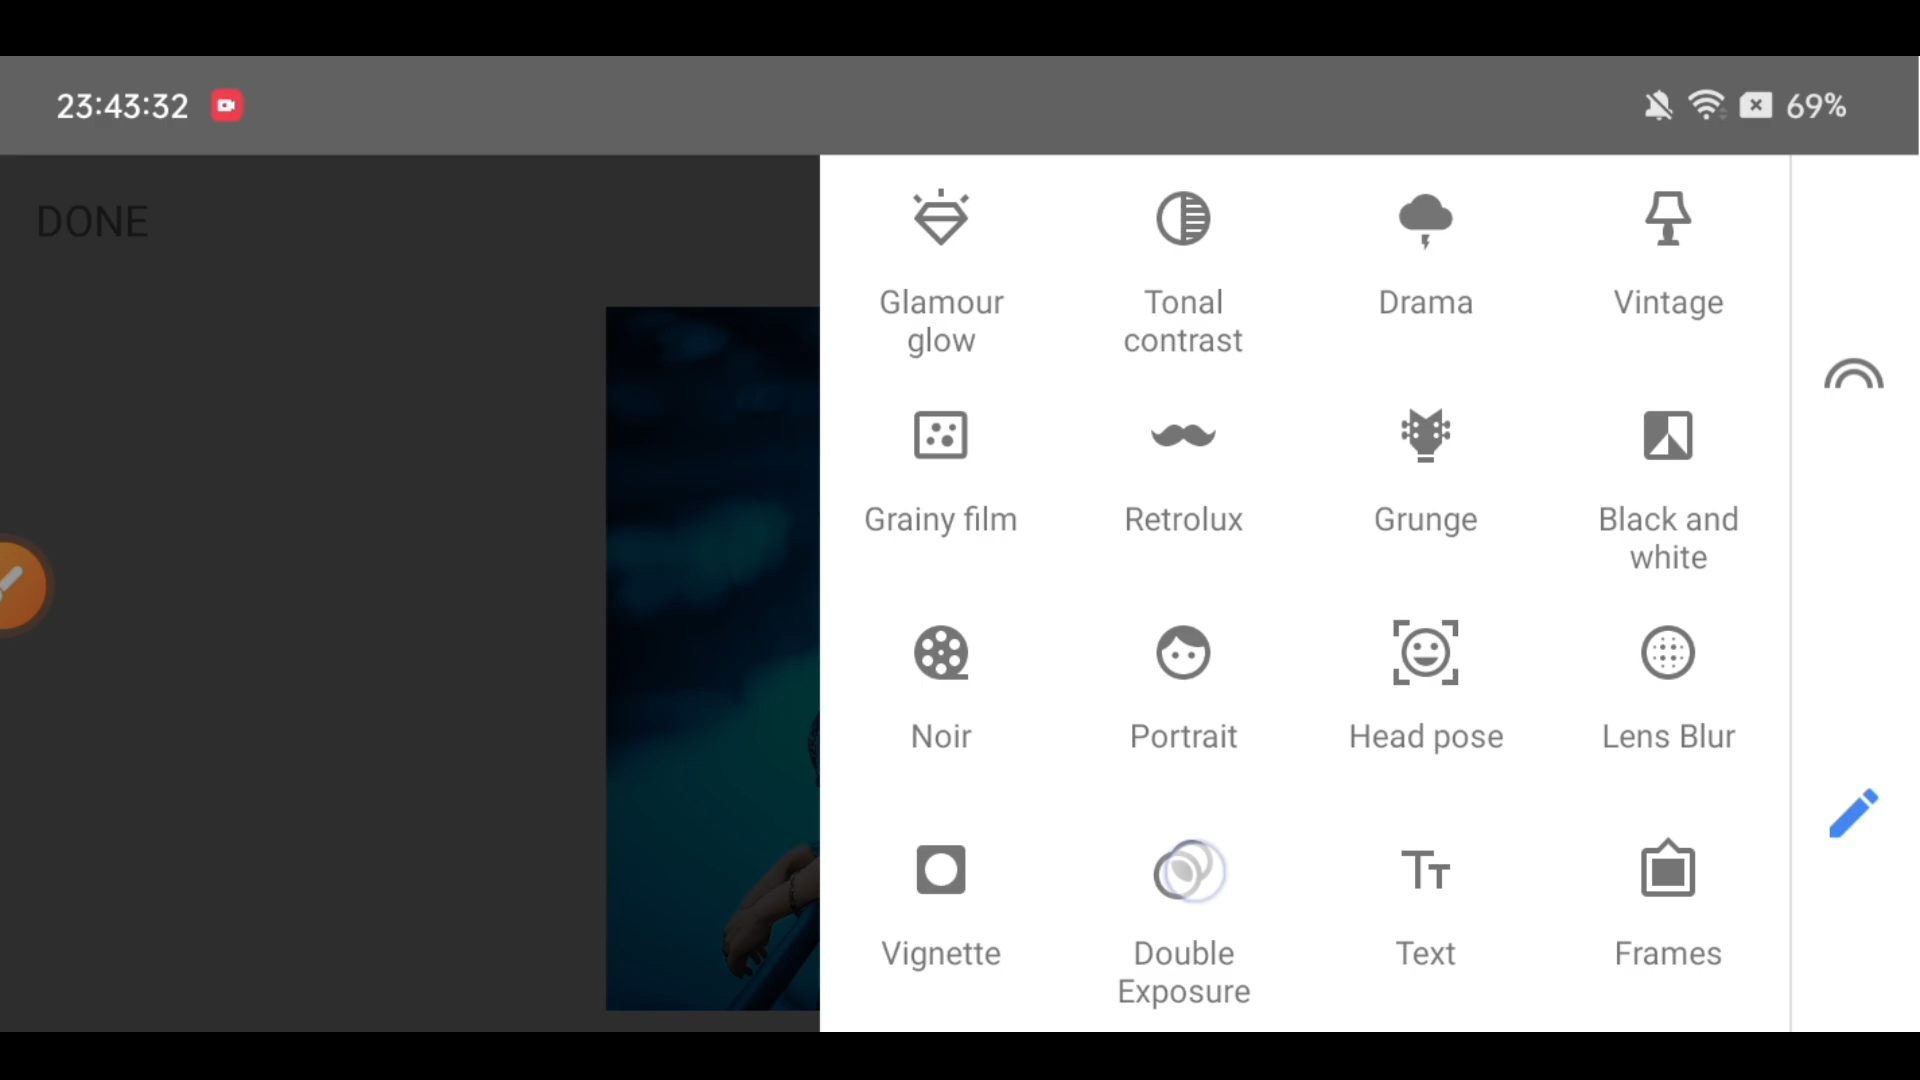 23:43:32
69%
DONE
Glamour
glow
Tonal
contrast
Drama
Vintage
Grainy film
Retrolux
Grunge
Black and
white
Noir
Portrait
Head pose
Lens Blur
Vignette
Double
Exposure
Text
Frames